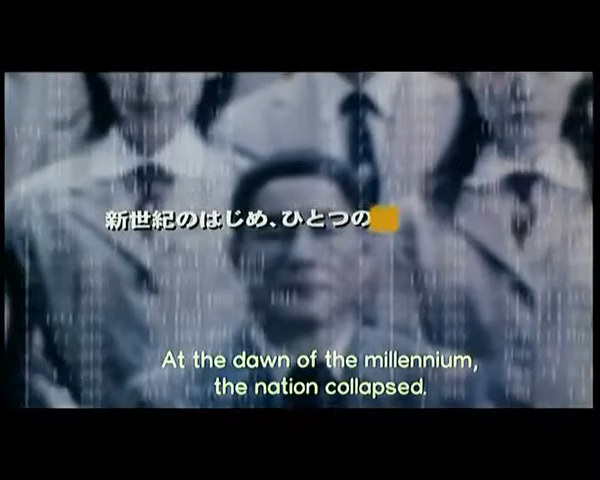 新世紀のはじめ、ひとつの
At the dawn of the millennium,
the nation collapsed.